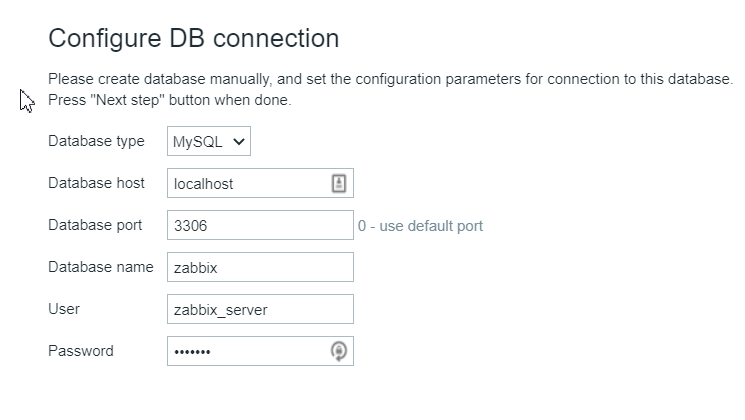 Configure DB connection
Please create database manually, and set the configuration parameters for connection to this database.
Press "Next step" button when done.
Database type MySQL
Database host localhost
Database port 3306 0 - use default port
Database name zabbix
User zabbix_server
Password •••••••